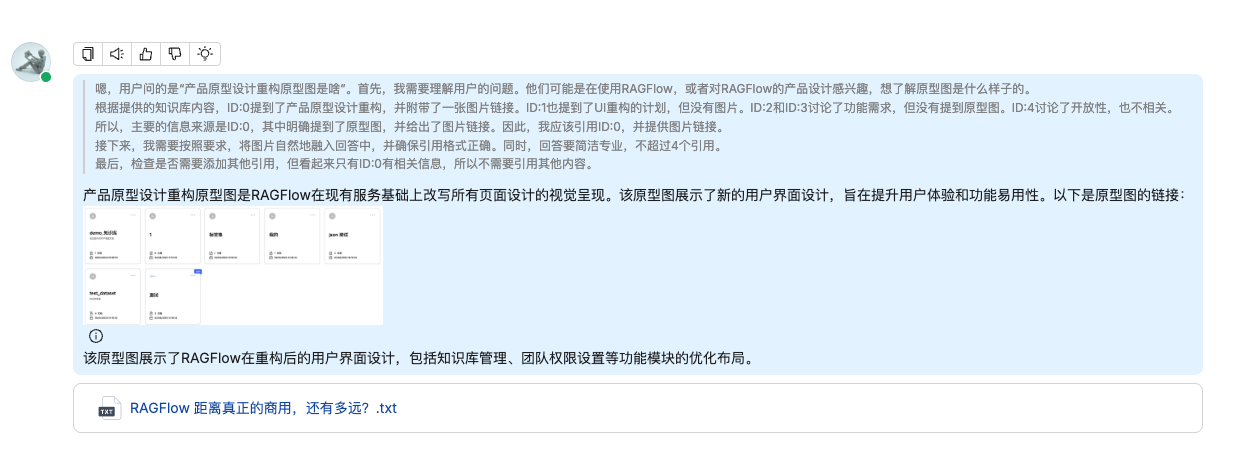 嗯，用户问的是“产品原型设计重构原型图是啥”。首先，我需要理解用户的问题。他们可能是在使用RAGFlow，或者对RAGFlow的产品设计感兴趣，想了解原型图是什么样子的。
根据提供的知识库内容，ID:0提到了产品原型设计重构，并附带了一张图片链接。ID:1也提到了UI重构的计划，但没有图片。ID:2和ID:3讨论了功能需求，但没有提到原型图。ID:4讨论了开放性，也不相关。
所以，主要的信息来源是ID:0，其中明确提到了原型图，并给出了图片链接。因此，我应该引用ID:0，并提供图片链接。
接下来，我需要按照要求，将图片自然地融入回答中，并确保引用格式正确。同时，回答要简洁专业，不超过4个引用。
最后，检查是否需要添加其他引用，但看起来只有ID:0有相关信息，所以不需要引用其他内容。
产品原型设计重构原型图是RAGFlow在现有服务基础上改写所有页面设计的视觉呈现。该原型图展示了新的用户界面设计，旨在提升用户体验和功能易用性。以下是原型图的链接：
demo_知识库
1
标签集
我的
json 测试
test_dataset
测试
该原型图展示了RAGFlow在重构后的用户界面设计，包括知识库管理、团队权限设置等功能模块的优化布局。
TXT
RAGFlow 距离真正的商用，还有多远？.txt